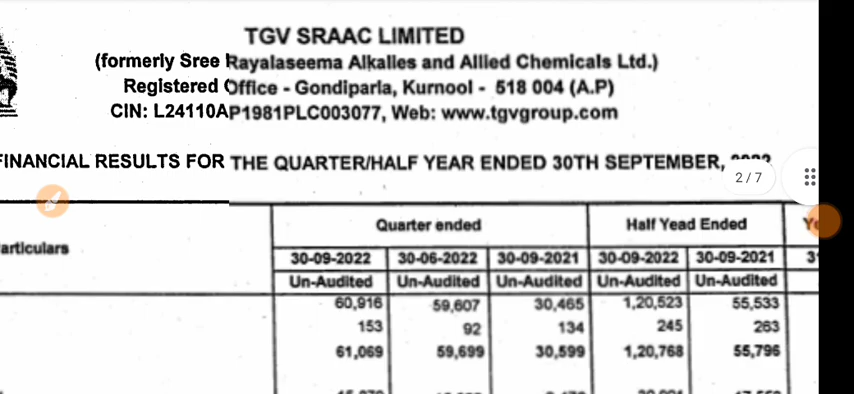 TGV SRAAC LIMITED
(formerly Sree Rayalaseema Alkalies and Allied Chemicals Ltd.)
Registered Office - Gondiparla, Kurnool - 518 004 (A.P)
CIN: L24110AP1981PLC003077, Web: www.tgvgroup.com
FINANCIAL RESULTS FOR THE QUARTER/HALF YEAR ENDED 30TH SEPTEMBER,
2/7
Quarter ended Half Yead Ended
articulars
30-09-2022 30-06-2022 30-09-2021 30-09-2022 30-09-2021
Un-Audited Un-Audited Un-Audited Un-Audited Un-Audited
60,916 59,607 30,465 1,20,523 55,533
153 92 134 245 263
61,069 59,699 30,599 1,20,768 55,796